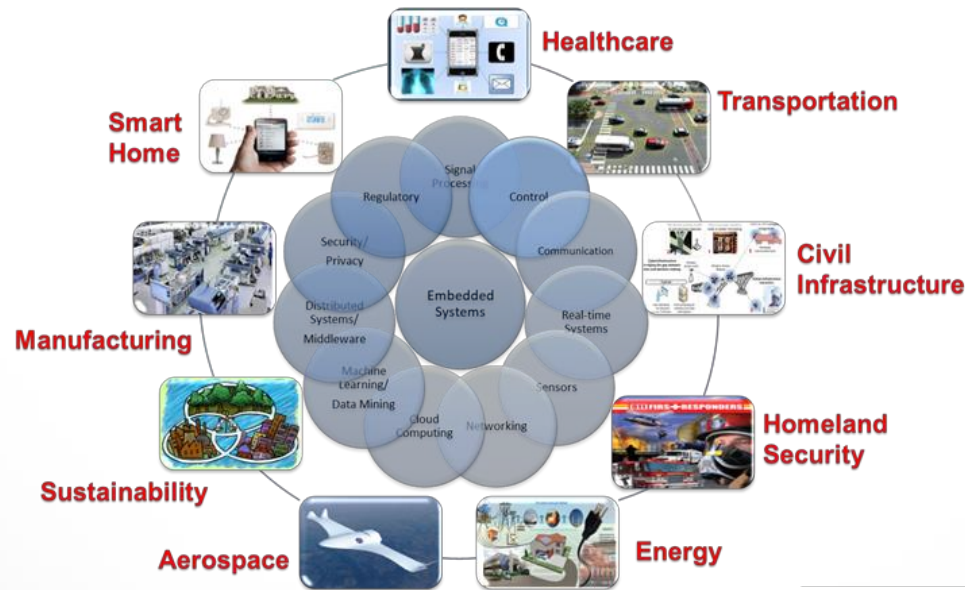 Healthcare
Transportation
Smart
Home
Civil
Infrastructure
Manufacturing
Homeland
Security
Sustainability
Energy
Aerospace
Signal
Processing
Control
Communication
Real-time
Systems
Sensors
Networking
Cloud
Computing
Machine
Learning/
Data Mining
Distributed
Systems/
Middleware
Security/
Privacy
Regulatory
Embedded
Systems